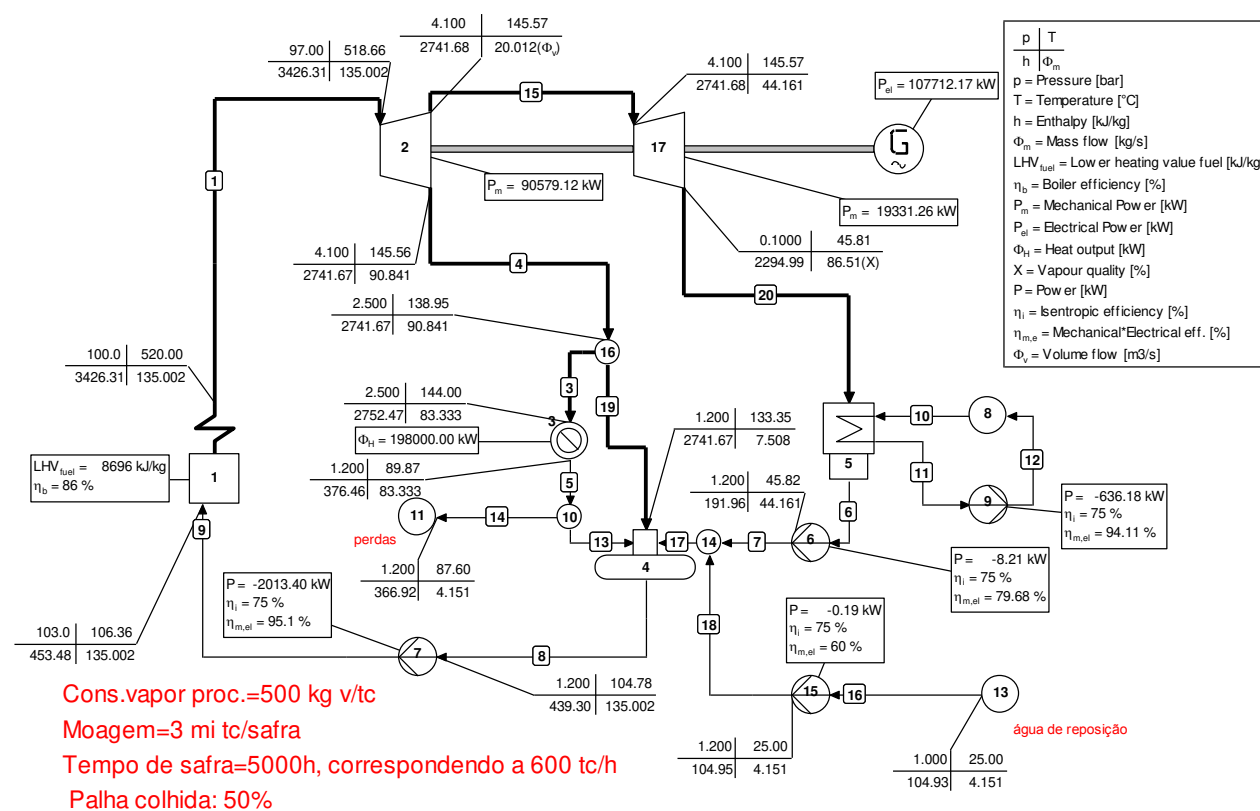 4.100 145.57
2741.68 20.012(Φv)
97.00 518.66
3426.31 135.002
4.100 145.57
2741.68 44.161
Pel = 107712.17 kW
G
~
15
2
17
1
Pm = 90579.12 kW
Pm = 19331.26 kW
4.100 145.56
2741.67 90.841
4
0.1000 45.81
2294.99 86.51(X)
20
2.500 138.95
2741.67 90.841
16
100.0 520.00
3426.31 135.002
3
19
2.500 144.00
2752.47 83.333
3
ΦH = 198000.00 kW
1.200 133.35
2741.67 7.508
10
8
5
11
12
LHVfuel = 8696 kJ/kg
ηb = 86 %
1
1.200 89.87
376.46 83.333
5
1.200 45.82
191.96 44.161
6
9
P = -636.18 kW
ηi = 75 %
ηm,el = 94.11 %
9
11
14
10
perdas
13
17
14
7
6
4
1.200 87.60
366.92 4.151
P = -8.21 kW
ηi = 75 %
ηm,el = 79.68 %
P = -2013.40 kW
ηi = 75 %
ηm,el = 95.1 %
P = -0.19 kW
ηi = 75 %
ηm,el = 60 %
18
103.0 106.36
453.48 135.002
7
8
15
16
13
1.200 104.78
439.30 135.002
água de reposição
1.200 25.00
104.95 4.151
1.000 25.00
104.93 4.151
Cons.vapor proc.=500 kg v/tc
Moagem=3 mi tc/safra
Tempo de safra=5000h, correspondendo a 600 tc/h
Palha colhida: 50%
p T
h Φm
p = Pressure [bar]
T = Temperature [°C]
h = Enthalpy [kJ/kg]
Φm = Mass flow [kg/s]
LHVfuel = Lower heating value fuel [kJ/kg
ηb = Boiler efficiency [%]
Pm = Mechanical Power [kW]
Pel = Electrical Power [kW]
ΦH = Heat output [kW]
X = Vapour quality [%]
P = Power [kW]
ηi = Isentropic efficiency [%]
ηm,e = Mechanical*Electrical eff. [%]
Φv = Volume flow [m3/s]